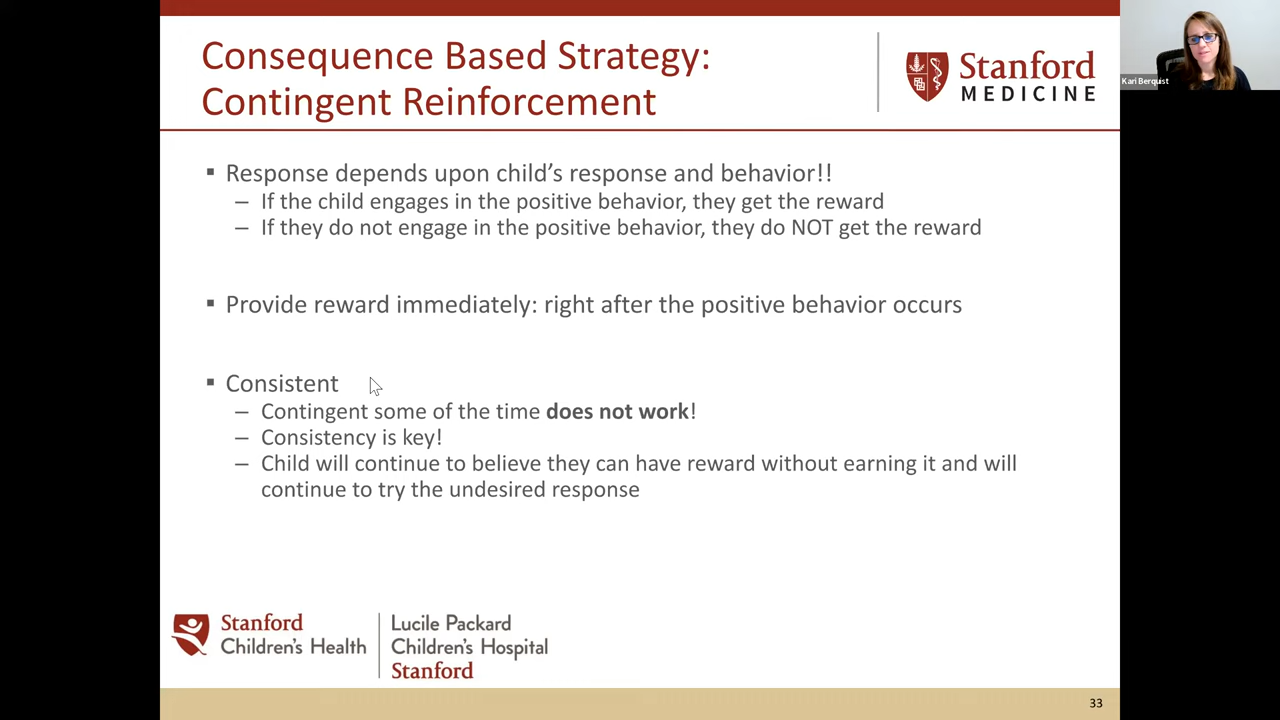 Consequence Based Strategy:
Contingent Reinforcement
Stanford
MEDICINE
Kari Berquist
▪ Response depends upon child’s response and behavior!!
– If the child engages in the positive behavior, they get the reward
– If they do not engage in the positive behavior, they do NOT get the reward
▪ Provide reward immediately: right after the positive behavior occurs
▪ Consistent
– Contingent some of the time does not work!
– Consistency is key!
– Child will continue to believe they can have reward without earning it and will
continue to try the undesired response
Stanford
Children’s Health
Lucile Packard
Children’s Hospital
Stanford
33